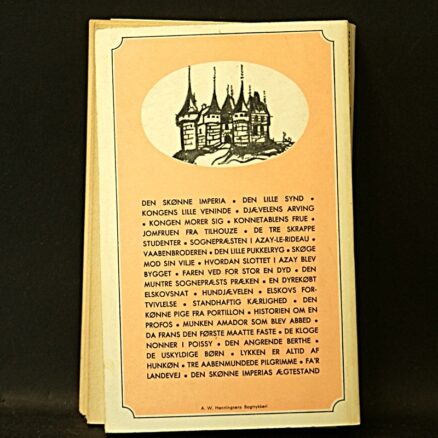 DEN SKØNNE IMPERIA • DEN LILLE SYND •
KONGENS LILLE VENINDE • DJÆVELENS ARVING
• KONGEN MORER SIG • KONNETABLENS FRUE •
JOMFRUEN FRA TILHOUZE • DE TRE SKRAPPE
STUDENTER • SOGNEPRÆSTEN I AZAY-LE-RIDEAU •
VAABENBRODEREN • DEN LILLE PUKKELRYG • SKØGE
MOD SIN VILJE • HVORDAN SLOTTET I AZAY BLEV
BYGGET • FAREN VED FOR STOR EN DYD • DEN
MUNTRE SOGNEPRÆSTS PRÆKEN • EN DYREKØBT
ELSKOVSNAT • HUNDJÆVELEN • ELSKOVS FOR-
TVIVLELSE • STANDHAFTIG KÆRLIGHED • DEN
KØNNE PIGE FRA PORTILLON • HISTORIEN OM EN
PROFOS • MUNKEN AMADOR SOM BLEV ABBED •
DA FRANS DEN FØRSTE MAATTE FASTE • DE KLOGE
NONNER I POISSY • DEN ANGRENDE BERTHE •
DE USKYLDIGE BØRN • LYKKEN ER ALTID AF
HUNKØN • TRE AABENMUNDEDE PILGRIMME • FA'R
LANDEVEJ • DEN SKØNNE IMPERIAS ÆGTESTAND
A. W. Henningsens Bogtrykkeri